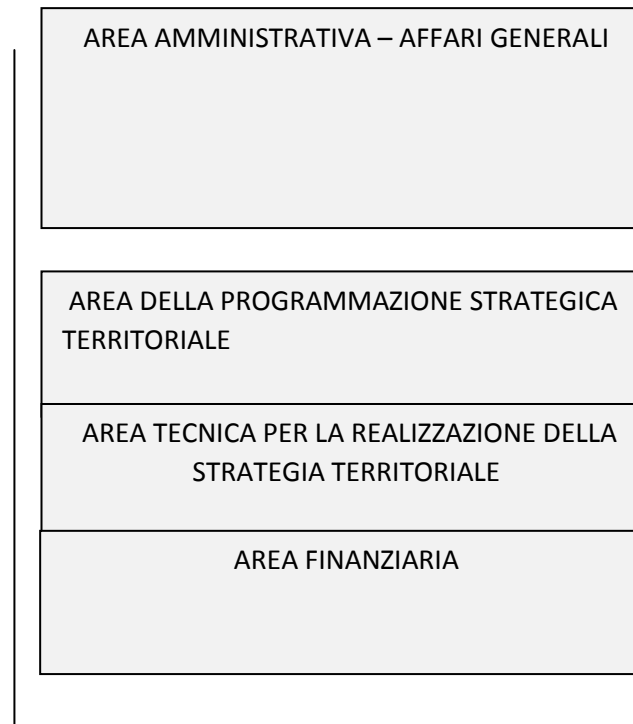 AREA AMMINISTRATIVA – AFFARI GENERALI
AREA DELLA PROGRAMMAZIONE STRATEGICA
TERRITORIALE
AREA TECNICA PER LA REALIZZAZIONE DELLA
STRATEGIA TERRITORIALE
AREA FINANZIARIA